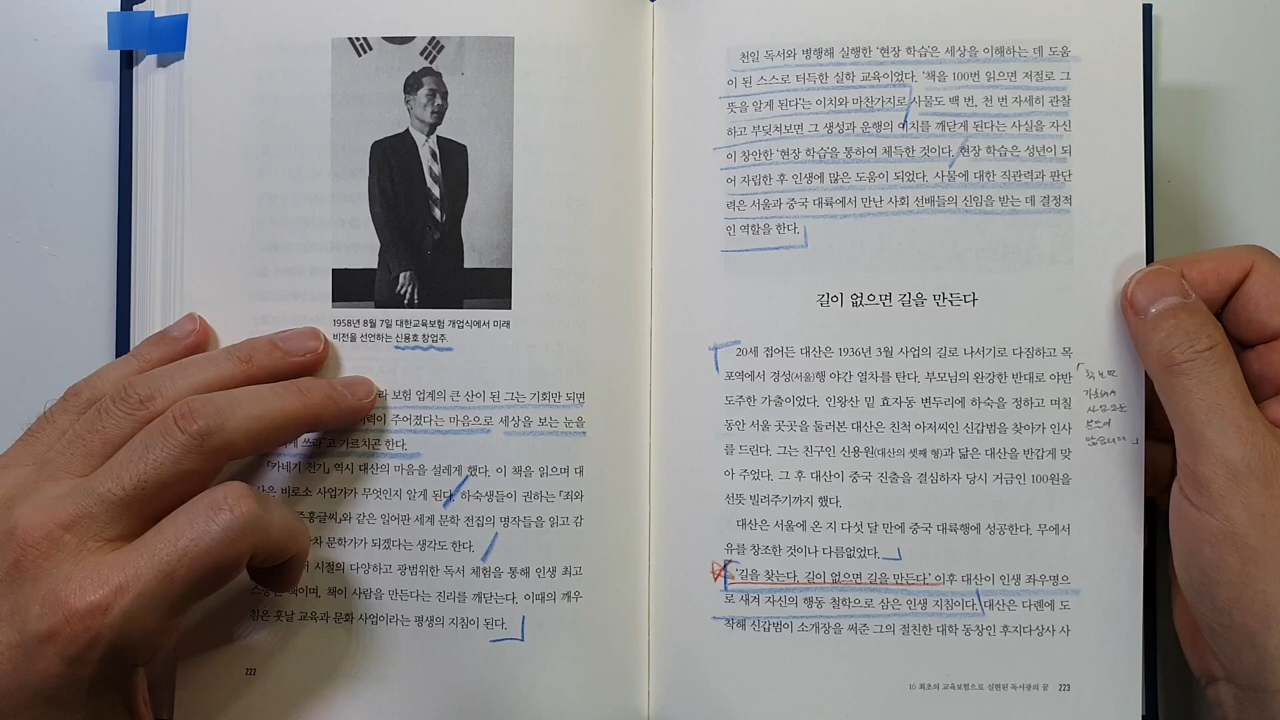 1958년 8월 7일 대한교육보험 개업식에서 미래
비전을 선언하는 신용호 창업주.
라 보험 업계의 큰 산이 된 그는 기회만 되면
이 주어졌다는 마음으로 세상을 보는 눈을
게 쓰라'고 가르치곤 한다.
『카네기 전기』 역시 대산의 마음을 설레게 했다. 이 책을 읽으며 대
은 비로소 사업가가 무엇인지 알게 된다. 하숙생들이 권하는 『죄와
주홍글씨』와 같은 일어판 세계 문학 전집의 명작들을 읽고 감
차 문학가가 되겠다는 생각도 한다.
시절의 다양하고 광범위한 독서 체험을 통해 인생 최고
책이며, 책이 사람을 만든다는 진리를 깨닫는다. 이때의 깨우
침은 훗날 교육과 문화 사업이라는 평생의 지침이 된다.
222
천일 독서와 병행해 실행한 '현장 학습'은 세상을 이해하는 데 도움
이 된 스스로 터득한 실학 교육이었다. '책을 100번 읽으면 저절로 그
뜻을 알게 된다'는 이치와 마찬가지로 사물도 백 번, 천 번 자세히 관찰
하고 부딪쳐보면 그 생성과 운행의 이치를 깨닫게 된다는 사실을 자신
이 창안한 '현장 학습'을 통하여 체득한 것이다. 현장 학습은 성년이 되
어 자립한 후 인생에 많은 도움이 되었다. 사물에 대한 직관력과 판단
력은 서울과 중국 대륙에서 만난 사회 선배들의 신임을 받는 데 결정적
인 역할을 한다.
길이 없으면 길을 만든다
20세 접어든 대산은 1936년 3월 사업의 길로 나서기로 다짐하고 목
포역에서 경성(서울)행 야간 열차를 탄다. 부모님의 완강한 반대로 야반
도주한 가출이었다. 인왕산 밑 효자동 변두리에 하숙을 정하고 며칠
동안 서울 곳곳을 둘러본 대산은 친척 아저씨인 신갑범을 찾아가 인사
를 드린다. 그는 친구인 신용원(대산의 셋째 형)과 닮은 대산을 반갑게 맞
아 주었다. 그 후 대산이 중국 진출을 결심하자 당시 거금인 100원을
선뜻 빌려주기까지 했다.
대산은 서울에 온 지 다섯 달 만에 중국 대륙행에 성공한다. 무에서
유를 창조한 것이나 다름없었다.
'길을 찾는다, 길이 없으면 길을 만든다.' 이후 대산이 인생 좌우명으
로 새겨 자신의 행동 철학으로 삼은 인생 지침이다. 대산은 다롄에 도
착해 신갑범이 소개장을 써준 그의 절친한 대학 동창인 후지다상사 사
16 최초의 교육보험으로 실현된 독서광의 꿈 223